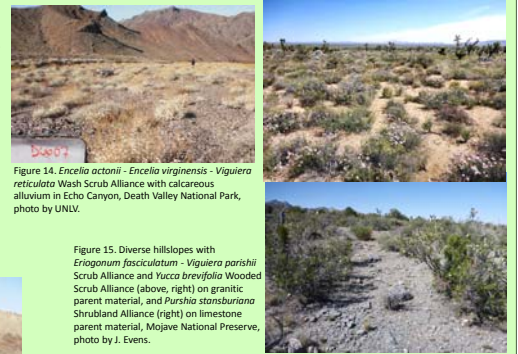 DV007
Figure 14. Encelia actonii - Encelia virginensis - Viguiera
reticulata Wash Scrub Alliance with calcareous
alluvium in Echo Canyon, Death Valley National Park,
photo by UNLV.
Figure 15. Diverse hillslopes with
Eriogonum fasciculatum - Viguiera parishii
Scrub Alliance and Yucca brevifolia Wooded
Scrub Alliance (above, right) on granitic
parent material, and Purshia stansburiana
Shrubland Alliance (right) on limestone
parent material, Mojave National Preserve,
photo by J. Evens.